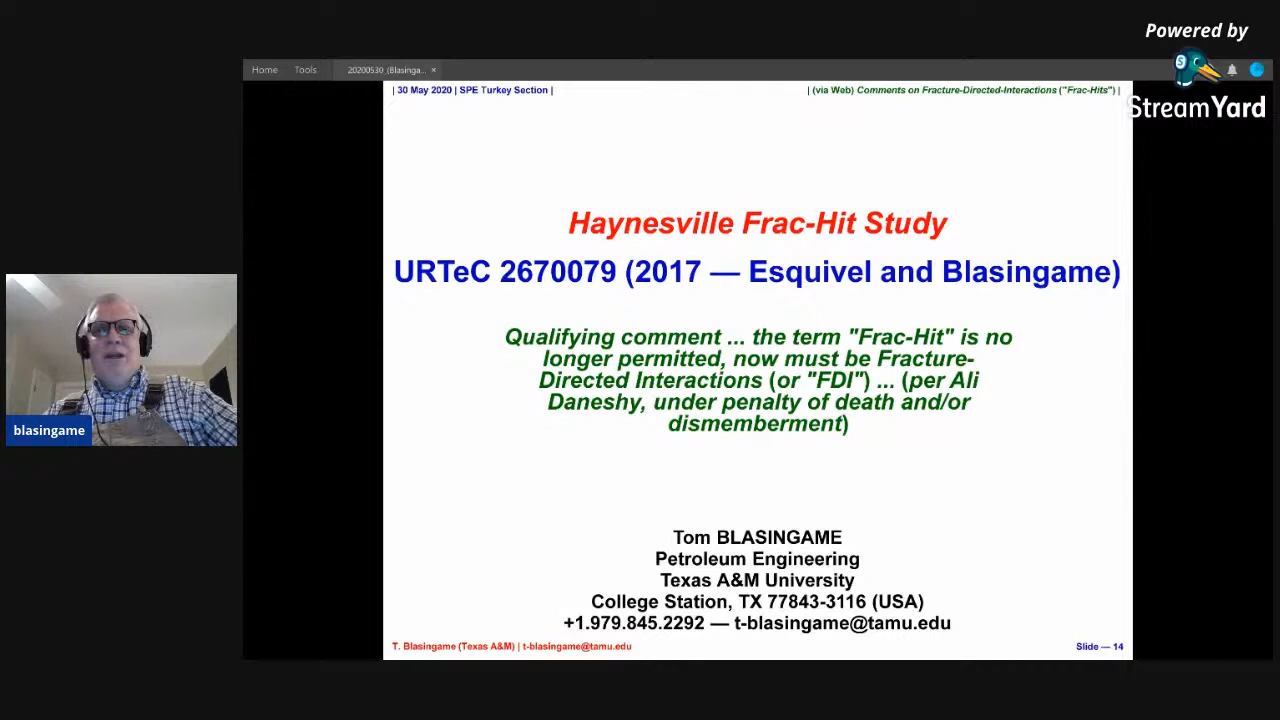 Powered by
StreamYard
Home Tools 20200530_(Blasinga... ×
| 30 May 2020 | SPE Turkey Section |
| (via Web) Comments on Fracture-Directed-Interactions ("Frac-Hits") |
Haynesville Frac-Hit Study
URTeC 2670079 (2017 — Esquivel and Blasingame)
Qualifying comment ... the term "Frac-Hit" is no
longer permitted, now must be Fracture-
Directed Interactions (or "FDI") ... (per Ali
Daneshy, under penalty of death and/or
dismemberment)
blasingame
Tom BLASINGAME
Petroleum Engineering
Texas A&M University
College Station, TX 77843-3116 (USA)
+1.979.845.2292 — t-blasingame@tamu.edu
T. Blasingame (Texas A&M) | t-blasingame@tamu.edu
Slide — 14